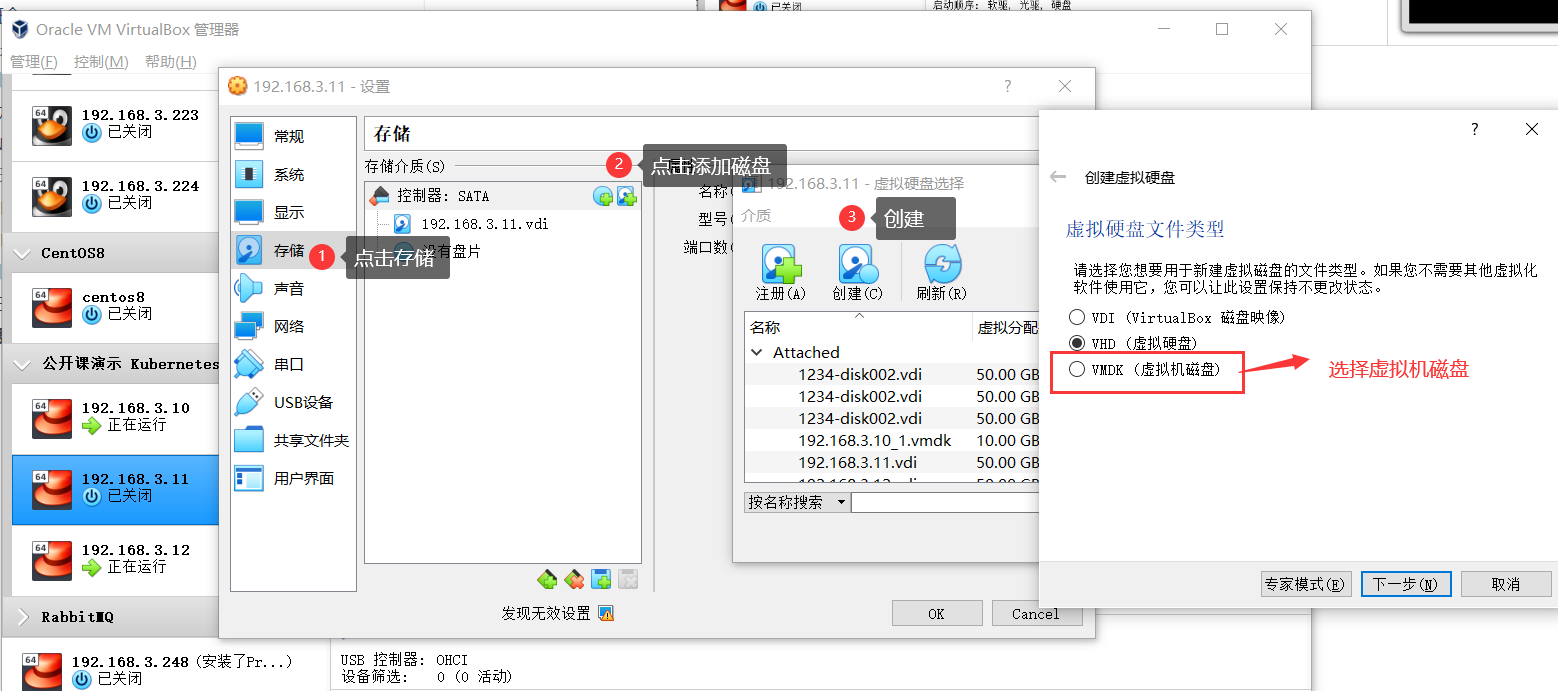 已关闭
启动顺序: 软驱, 光驱, 硬盘
Oracle VM VirtualBox 管理器
管理(F) 控制(M) 帮助(H)
192.168.3.223
已关闭
192.168.3.224
已关闭
CentOS8
centos8
已关闭
公开课演示 Kubernetes
192.168.3.10
正在运行
192.168.3.11
已关闭
192.168.3.12
正在运行
RabbitMQ
192.168.3.248 (安装了Pr...)
已关闭
192.168.3.11 - 设置
常规
系统
显示
存储
声音
网络
串口
USB设备
共享文件夹
用户界面
1 点击存储
存储
存储介质(S)
控制器: SATA
192.168.3.11.vdi
没有盘片
2 点击添加磁盘
名称(
型号(
端口数(
发现无效设置
OK
Cancel
USB 控制器: OHCI
设备筛选: 0 (0 活动)
192.168.3.11 - 虚拟硬盘选择
介质
3 创建
注册(A)
创建(C)
刷新(R)
名称 虚拟分配
Attached
1234-disk002.vdi 50.00 GB
1234-disk002.vdi 50.00 GB
1234-disk002.vdi 50.00 GB
192.168.3.10_1.vmdk 10.00 GB
192.168.3.11.vdi 50.00 GB
按名称搜索
?
创建虚拟硬盘
虚拟硬盘文件类型
请选择您想要用于新建虚拟磁盘的文件类型。如果您不需要其他虚拟化
软件使用它，您可以让此设置保持不更改状态。
VDI (VirtualBox 磁盘映像)
VHD (虚拟硬盘)
VMDK (虚拟机磁盘)
选择虚拟机磁盘
专家模式(E)
下一步(N)
取消